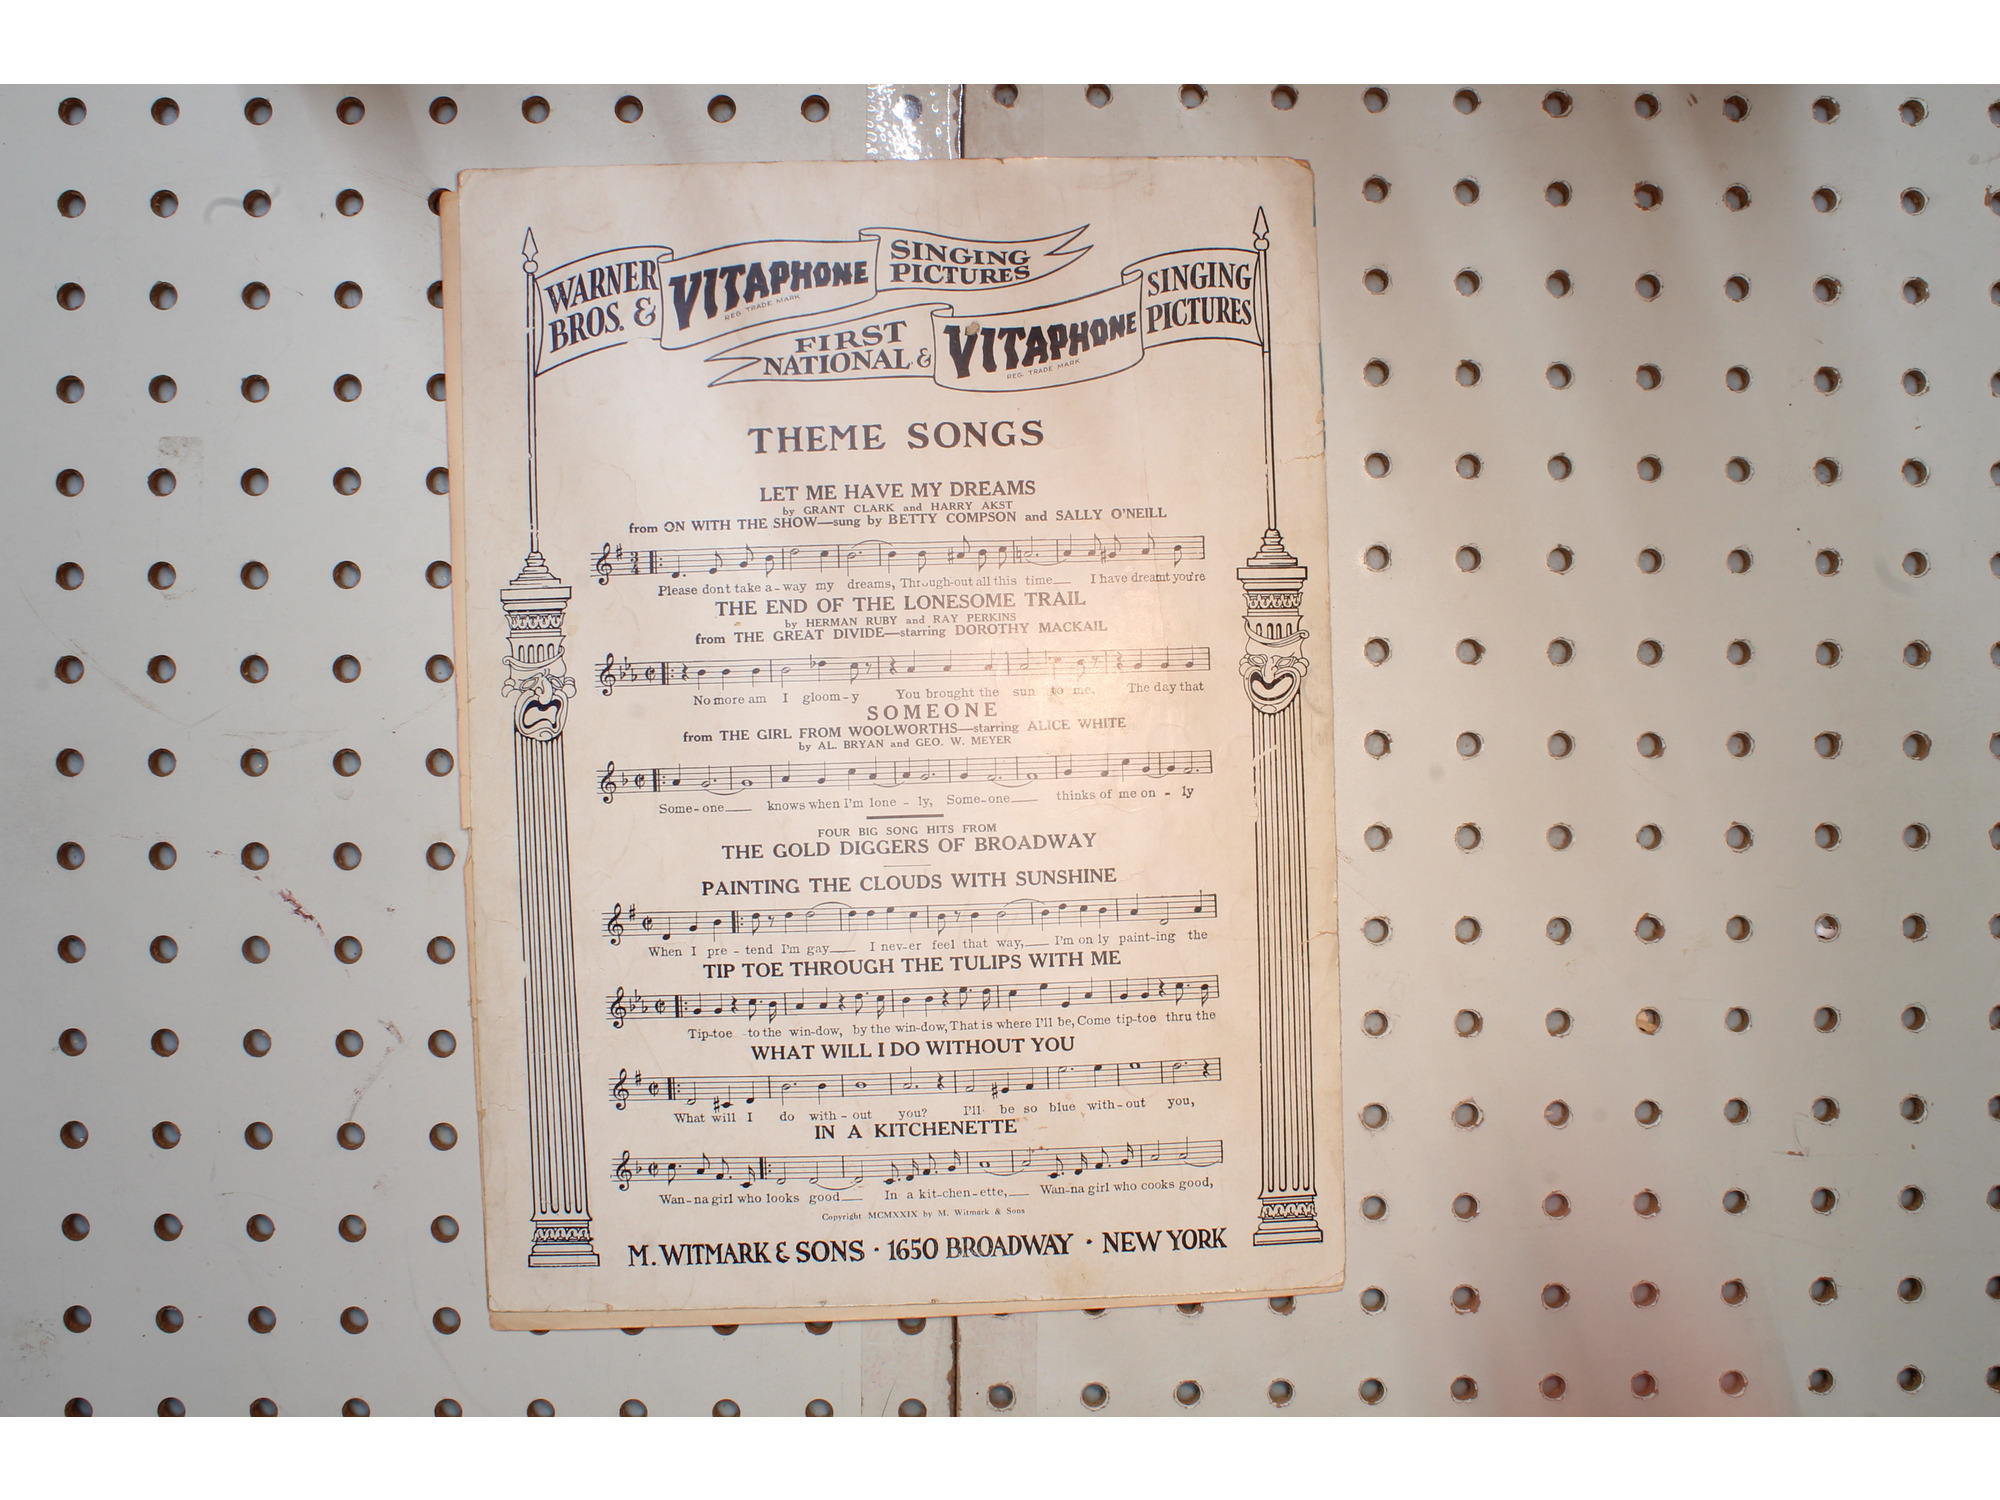 WARNER
BROS. &
VITAPHONE
REG. TRADE MARK
SINGING
PICTURES
FIRST
NATIONAL &
VITAPHONE
REG. TRADE MARK
SINGING
PICTURES
THEME SONGS
LET ME HAVE MY DREAMS
by GRANT CLARK and HARRY AKST
from ON WITH THE SHOW—sung by BETTY COMPSON and SALLY O'NEILL
3
4
Please dont take a-way my dreams, Through-out all this time I have dreamt you're
THE END OF THE LONESOME TRAIL
by HERMAN RUBY and RAY PERKINS
from THE GREAT DIVIDE—starring DOROTHY MACKAIL
No more am I gloom-y You brought the sun to me. The day that
SOMEONE
from THE GIRL FROM WOOLWORTHS—starring ALICE WHITE
by AL. BRYAN and GEO. W. MEYER
Some-one knows when I'm lone - ly, Some-one thinks of me on - ly
FOUR BIG SONG HITS FROM
THE GOLD DIGGERS OF BROADWAY
PAINTING THE CLOUDS WITH SUNSHINE
When I pre - tend I'm gay I nev-er feel that way, I'm on ly paint-ing the
TIP TOE THROUGH THE TULIPS WITH ME
Tip-toe to the win-dow, by the win-dow, That is where I'll be, Come tip-toe thru the
WHAT WILL I DO WITHOUT YOU
What will I do with-out you? I'll be so blue with-out you,
IN A KITCHENETTE
Wan-na girl who looks good In a kit-chen-ette, Wan-na girl who cooks good,
Copyright MCMXXIX by M. Witmark & Sons
M. WITMARK & SONS · 1650 BROADWAY · NEW YORK